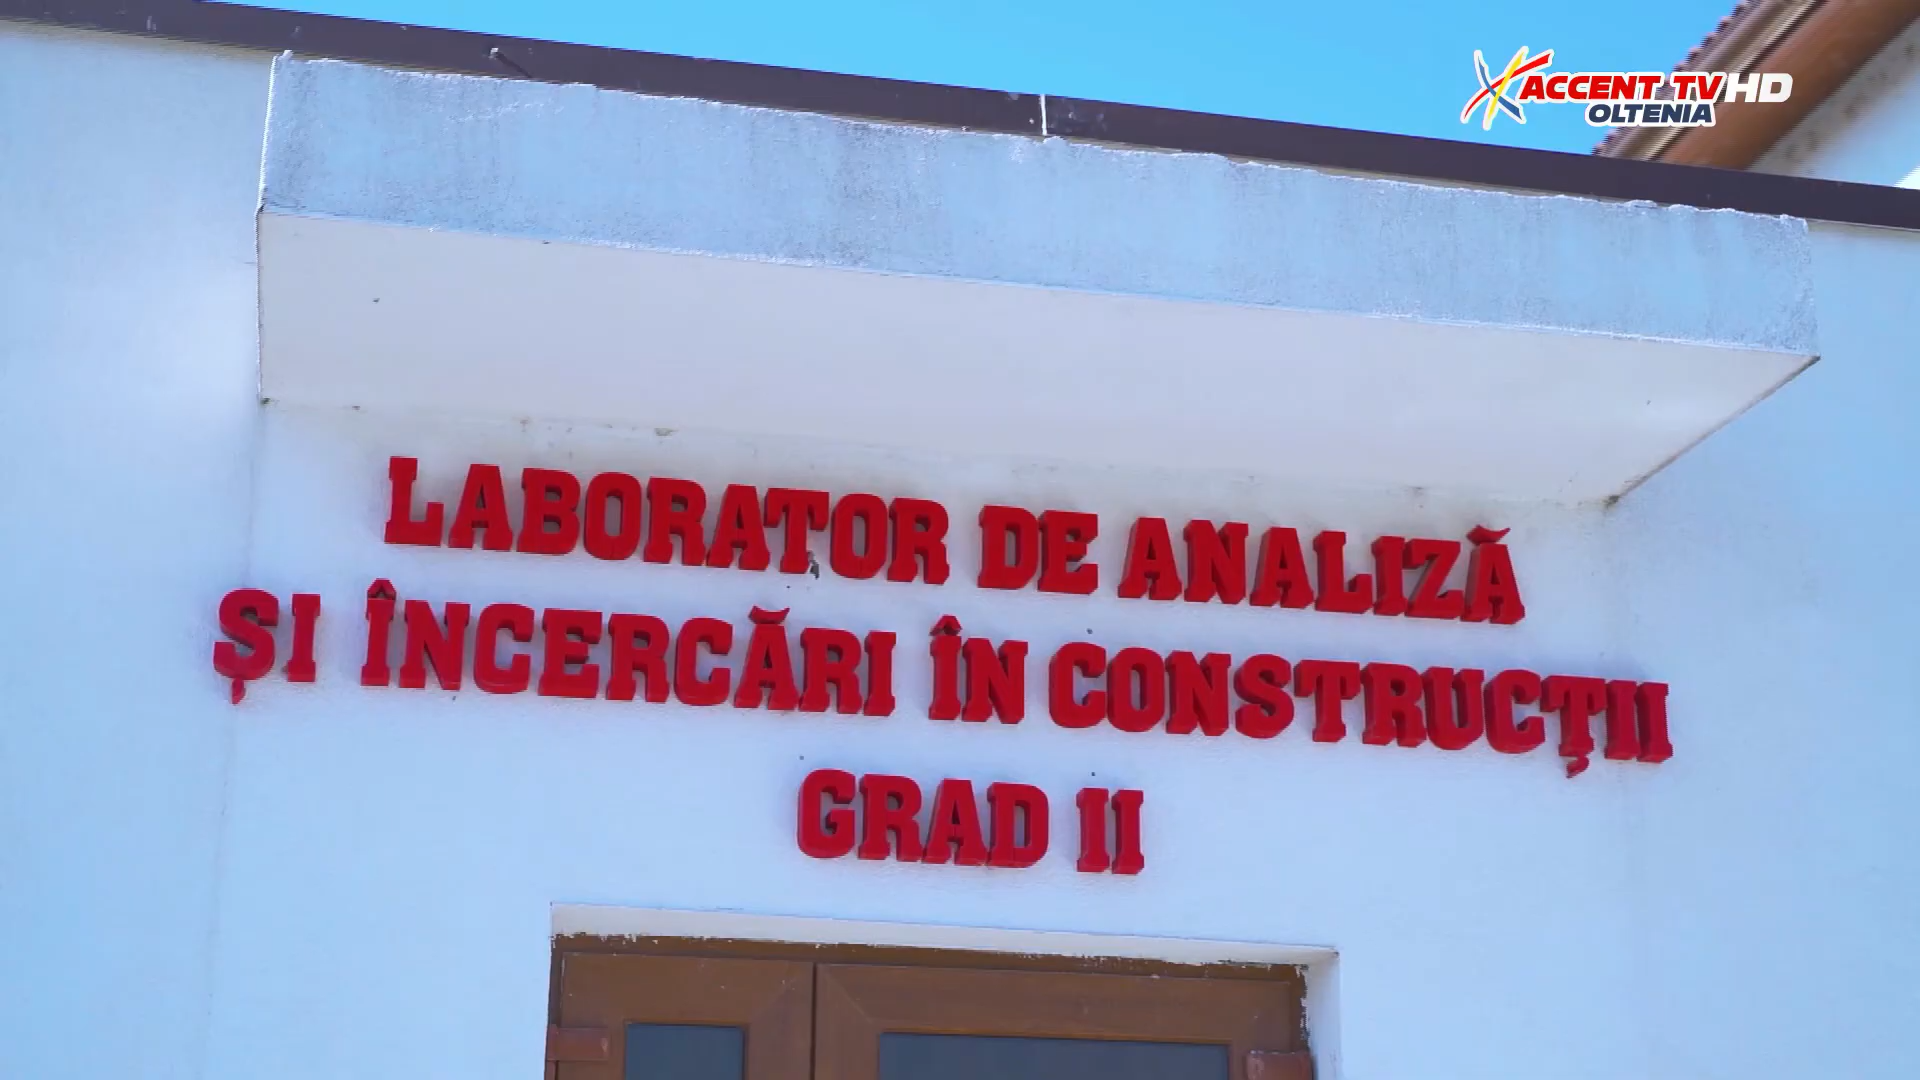 ACCENT TV HD
OLTENIA
LABORATOR DE ANALIZĂ
ȘI ÎNCERCĂRI ÎN CONSTRUCȚII
GRAD II